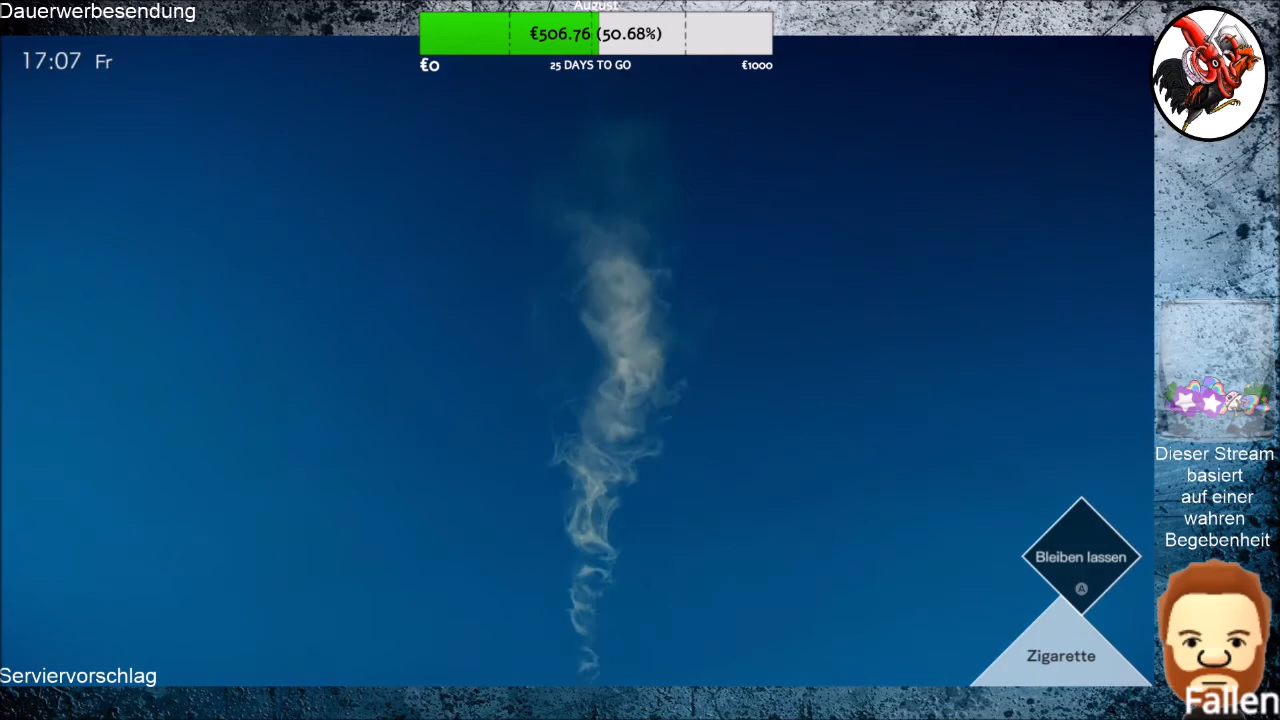 Dauerwerbesendung
August
€506.76 (50.68%)
€0
25 DAYS TO GO
€1000
17:07 Fr
Dieser Stream
basiert
auf einer
wahren
Begebenheit
Bleiben lassen
A
Zigarette
Serviervorschlag
Fallen